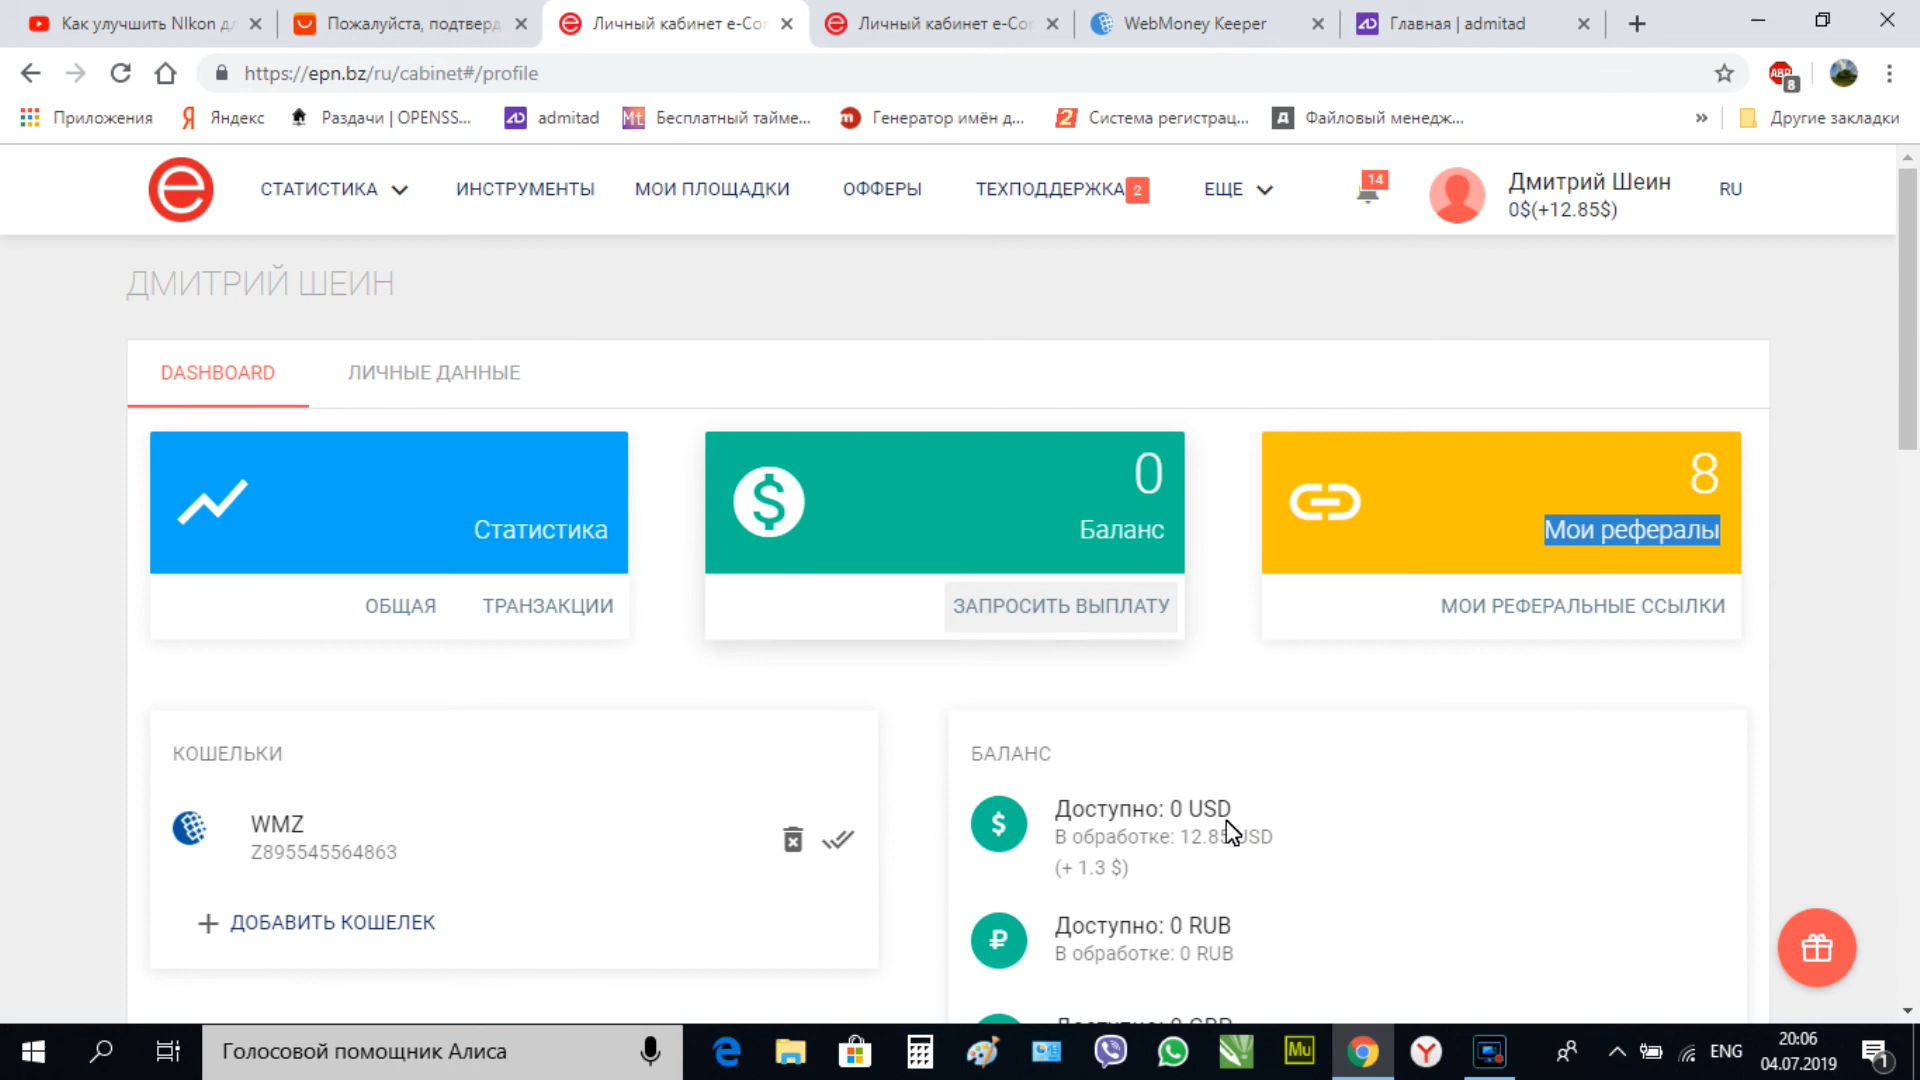 Как улучшить NIkon д
Пожалуйста, подтверд
Личный кабинет e-Co
Личный кабинет e-Co
WebMoney Keeper
Главная | admitad
https://epn.bz/ru/cabinet#/profile
ABP
8
Приложения
Яндекс
Раздачи | OPENSS...
admitad
Бесплатный тайме...
Генератор имён д...
Система регистрац...
Файловый менедж...
»
Другие закладки
СТАТИСТИКА
ИНСТРУМЕНТЫ
МОИ ПЛОЩАДКИ
ОФФЕРЫ
ТЕХПОДДЕРЖКА 2
ЕЩЕ
14
Дмитрий Шеин
0$(+12.85$)
RU
ДМИТРИЙ ШЕИН
DASHBOARD
ЛИЧНЫЕ ДАННЫЕ
Статистика
ОБЩАЯ
ТРАНЗАКЦИИ
0
Баланс
ЗАПРОСИТЬ ВЫПЛАТУ
8
Мои рефералы
МОИ РЕФЕРАЛЬНЫЕ ССЫЛКИ
КОШЕЛЬКИ
WMZ
Z895545564863
ДОБАВИТЬ КОШЕЛЕК
БАЛАНС
Доступно: 0 USD
В обработке: 12.85 USD
(+ 1.3 $)
Доступно: 0 RUB
В обработке: 0 RUB
Голосовой помощник Алиса
Mu
ENG
20:06
04.07.2019
1